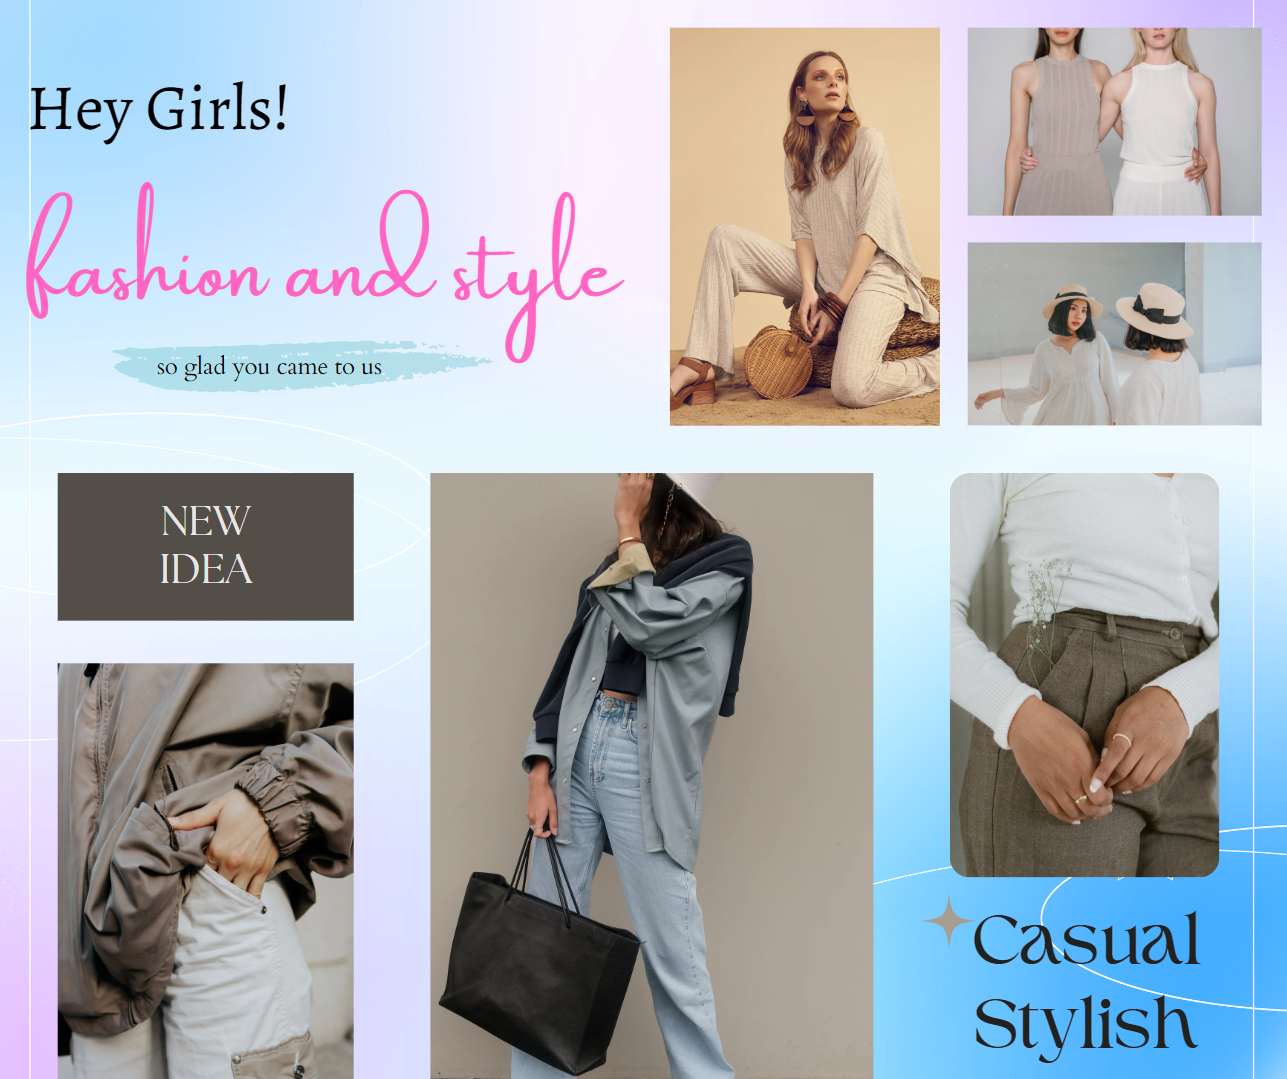 Hey Girls!
fashion and style
so glad you came to us
NEW
IDEA
Casual
Stylish